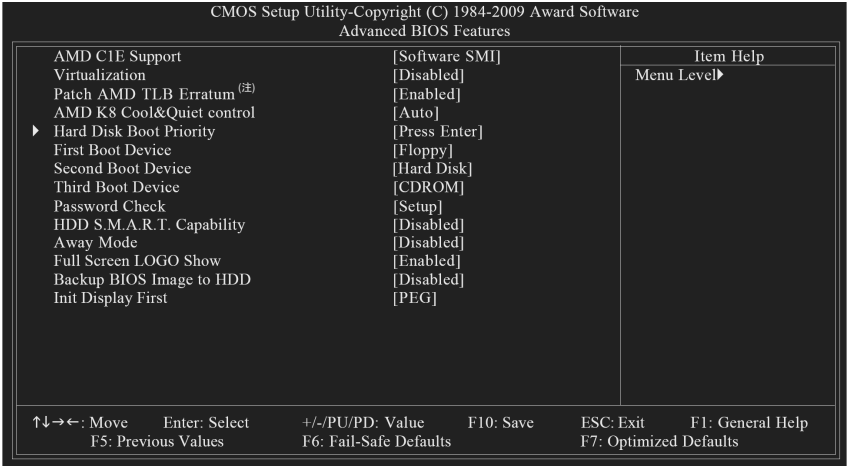 CMOS Setup Utility-Copyright (C) 1984-2009 Award Software
Advanced BIOS Features
AMD C1E Support [Software SMI] Item Help
Virtualization [Disabled] Menu Level▶
Patch AMD TLB Erratum (注) [Enabled]
AMD K8 Cool&Quiet control [Auto]
▶ Hard Disk Boot Priority [Press Enter]
First Boot Device [Floppy]
Second Boot Device [Hard Disk]
Third Boot Device [CDROM]
Password Check [Setup]
HDD S.M.A.R.T. Capability [Disabled]
Away Mode [Disabled]
Full Screen LOGO Show [Enabled]
Backup BIOS Image to HDD [Disabled]
Init Display First [PEG]
↑↓→←: Move Enter: Select +/-/PU/PD: Value F10: Save ESC: Exit F1: General Help
F5: Previous Values F6: Fail-Safe Defaults F7: Optimized Defaults